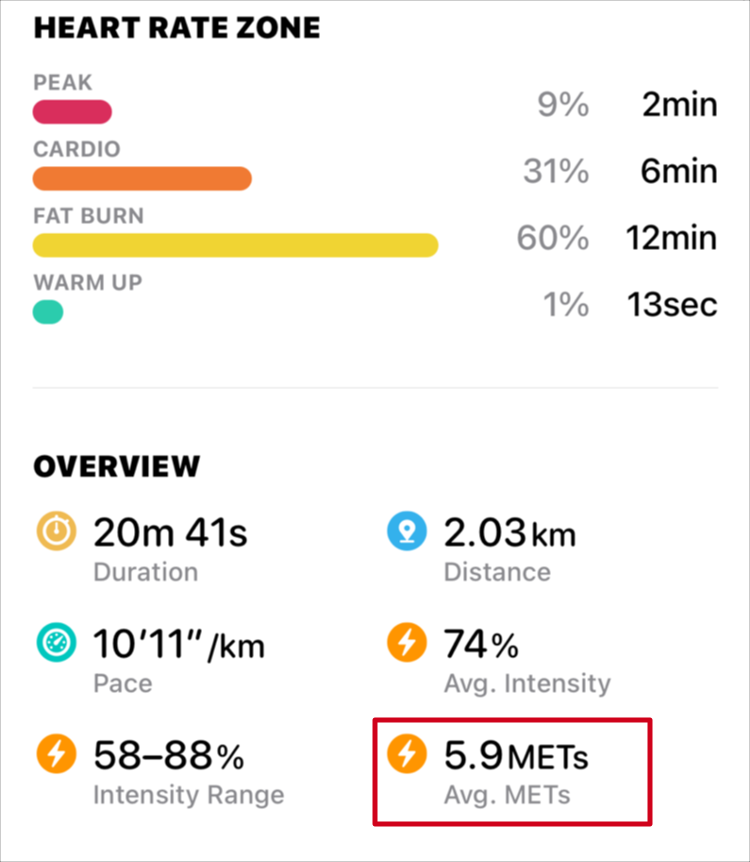 HEART RATE ZONE
PEAK
9% 2min
CARDIO
31% 6min
FAT BURN
60% 12min
WARM UP
1% 13sec
OVERVIEW
20m 41s 2.03 km
Duration Distance
10'11"/km 74%
Pace Avg. Intensity
58–88% 5.9METs
Intensity Range Avg. METs